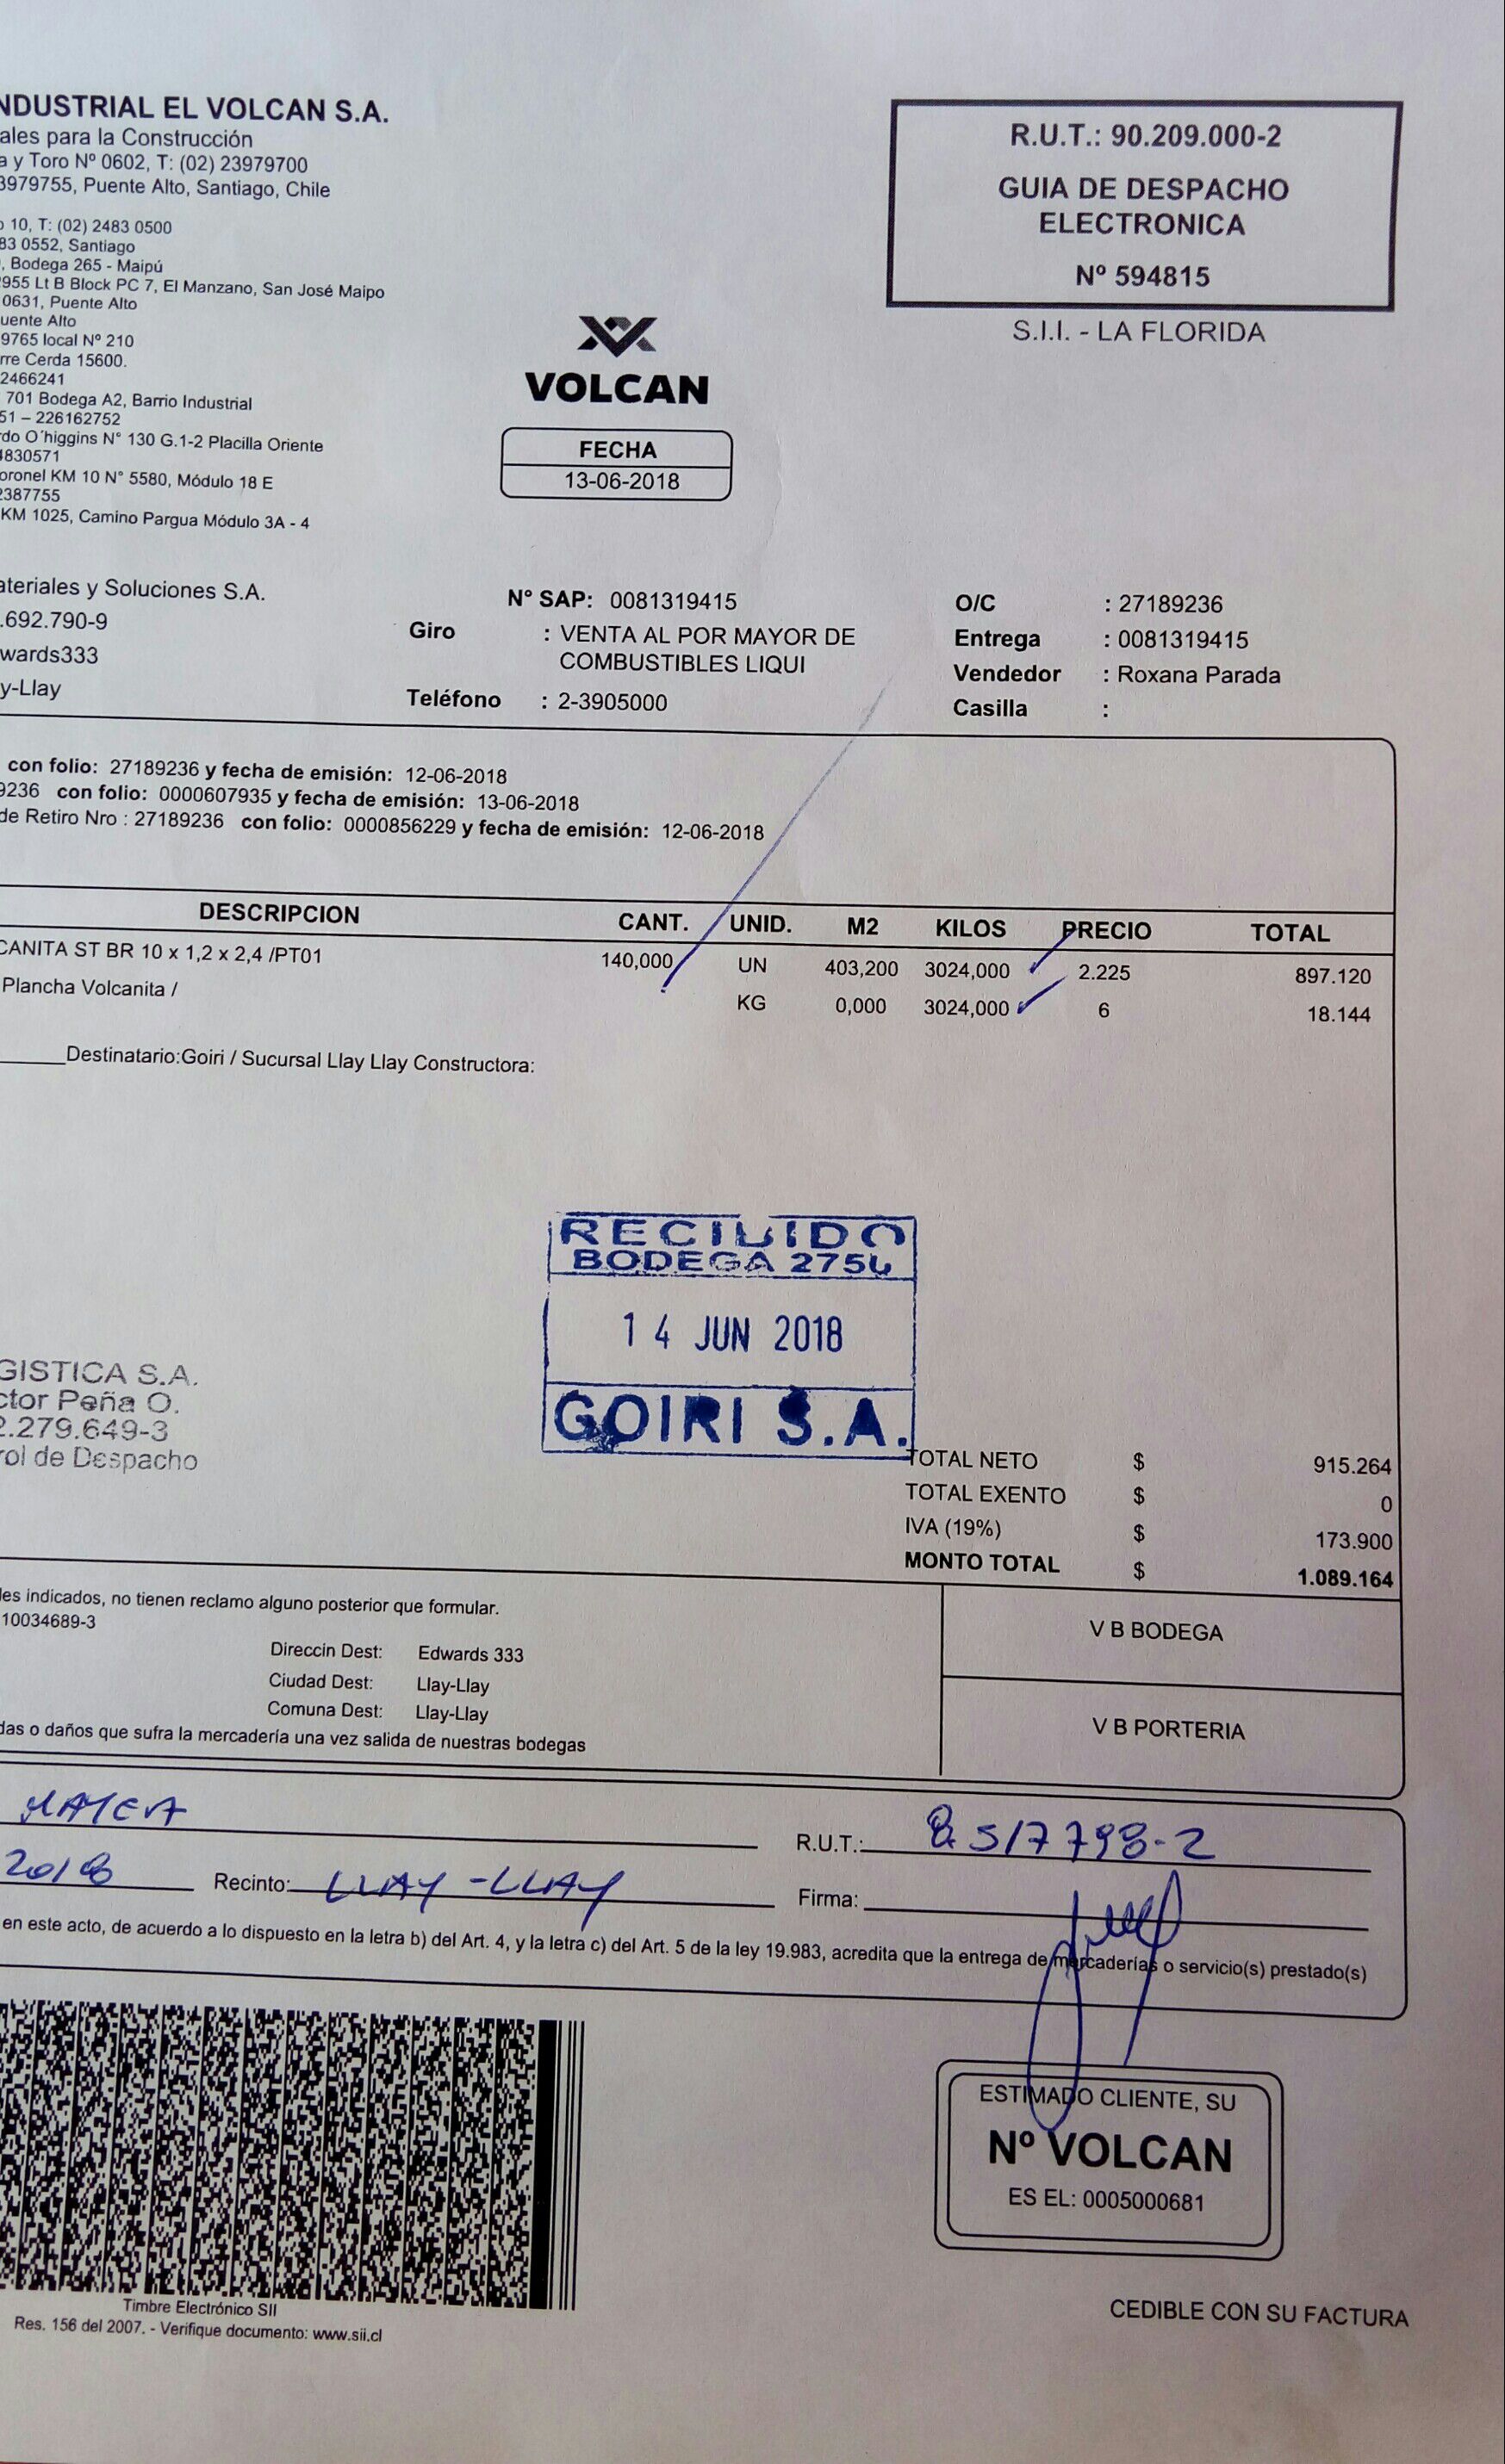 NDUSTRIAL EL VOLCAN S.A.
ales para la Construcción
a y Toro Nº 0602, T: (02) 23979700
3979755, Puente Alto, Santiago, Chile
o 10, T: (02) 2483 0500
83 0552, Santiago
, Bodega 265 - Maipú
955 Lt B Block PC 7, El Manzano, San José Maipo
0631, Puente Alto
uente Alto
9765 local Nº 210
rre Cerda 15600.
2466241
701 Bodega A2, Barrio Industrial
51 – 226162752
rdo O´higgins N° 130 G.1-2 Placilla Oriente
4830571
oronel KM 10 N° 5580, Módulo 18 E
2387755
KM 1025, Camino Pargua Módulo 3A - 4
R.U.T.: 90.209.000-2
GUIA DE DESPACHO
ELECTRONICA
Nº 594815
S.I.I. - LA FLORIDA
VOLCAN
FECHA
13-06-2018
ateriales y Soluciones S.A.
.692.790-9
wards333
y-Llay
Nº SAP: 0081319415
Giro : VENTA AL POR MAYOR DE
COMBUSTIBLES LIQUI
Teléfono : 2-3905000
O/C : 27189236
Entrega : 0081319415
Vendedor : Roxana Parada
Casilla :
con folio: 27189236 y fecha de emisión: 12-06-2018
9236 con folio: 0000607935 y fecha de emisión: 13-06-2018
de Retiro Nro : 27189236 con folio: 0000856229 y fecha de emisión: 12-06-2018
DESCRIPCION CANT. UNID. M2 KILOS PRECIO TOTAL
CANITA ST BR 10 x 1,2 x 2,4 /PT01 140,000 UN 403,200 3024,000 2.225 897.120
Plancha Volcanita / KG 0,000 3024,000 6 18.144
Destinatario:Goiri / Sucursal Llay Llay Constructora:
RECIBIDO
BODEGA 2754
14 JUN 2018
GOIRI S.A.
GISTICA S.A.
ctor Peña O.
2.279.649-3
rol de Despacho
TOTAL NETO $ 915.264
TOTAL EXENTO $ 0
IVA (19%) $ 173.900
MONTO TOTAL $ 1.089.164
les indicados, no tienen reclamo alguno posterior que formular.
10034689-3
Direccin Dest: Edwards 333
Ciudad Dest: Llay-Llay
Comuna Dest: Llay-Llay
das o daños que sufra la mercadería una vez salida de nuestras bodegas
V B BODEGA
V B PORTERIA
R.U.T.: 8.517798-2
2018 Recinto: LLAY-LLAY Firma:
en este acto, de acuerdo a lo dispuesto en la letra b) del Art. 4, y la letra c) del Art. 5 de la ley 19.983, acredita que la entrega de mercaderías o servicio(s) prestado(s)
ESTIMADO CLIENTE, SU
Nº VOLCAN
ES EL: 0005000681
Timbre Electrónico SII
Res. 156 del 2007. - Verifique documento: www.sii.cl
CEDIBLE CON SU FACTURA